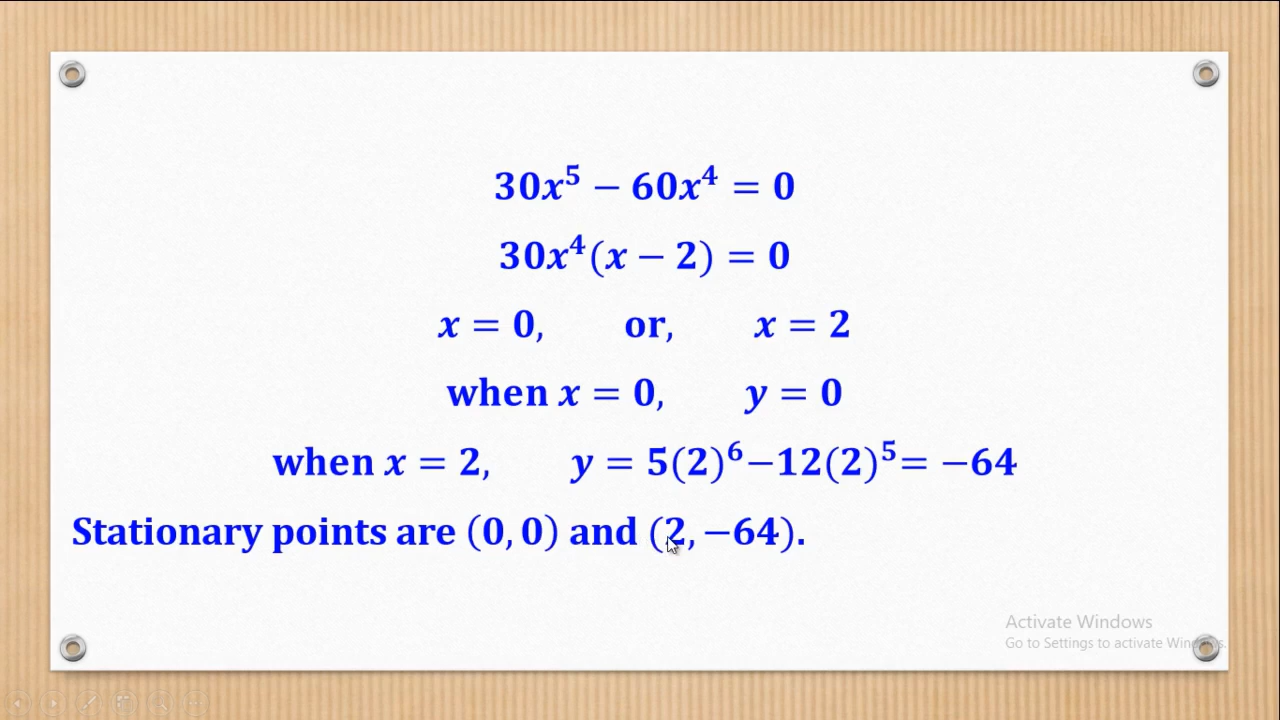 30x⁵ − 60x⁴ = 0
30x⁴(x − 2) = 0
x = 0, or, x = 2
when x = 0, y = 0
when x = 2, y = 5(2)⁶−12(2)⁵= −64
Stationary points are (0, 0) and (2, −64).
Activate Windows
Go to Settings to activate Windows.